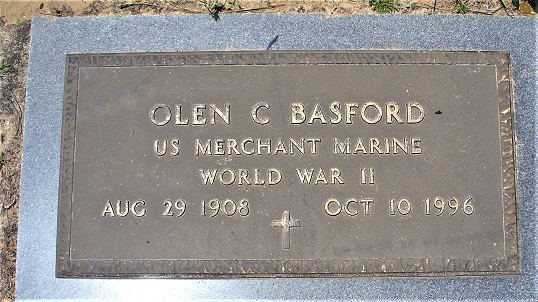 OLEN C BASFORD
US MERCHANT MARINE
WORLD WAR II
AUG 29 1908 OCT 10 1996